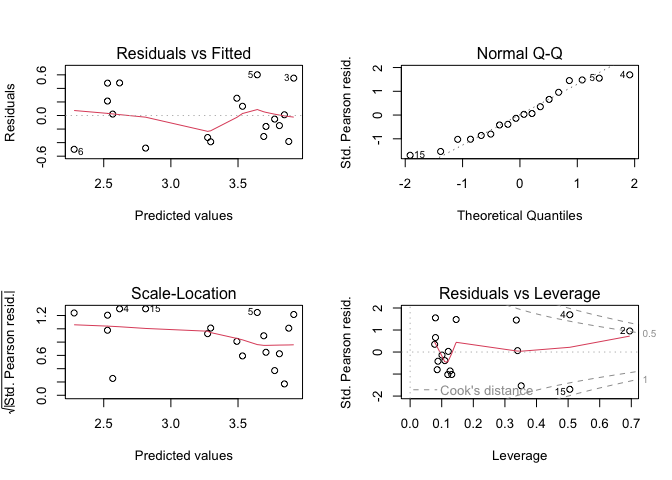 Residuals vs Fitted
Residuals
-0.6 0.0 0.6
5
3
6
2.5 3.0 3.5
Predicted values
Normal Q-Q
Std. Pearson resid.
-1 0 1 2
4
5
15
-2 -1 0 1 2
Theoretical Quantiles
Scale-Location
√|Std. Pearson resid.|
0.0 0.6 1.2
4
15
5
2.5 3.0 3.5
Predicted values
Residuals vs Leverage
Std. Pearson resid.
-2 -1 0 1 2
4
2
0.5
1
15
Cook's distance
0.0 0.1 0.2 0.3 0.4 0.5 0.6 0.7
Leverage